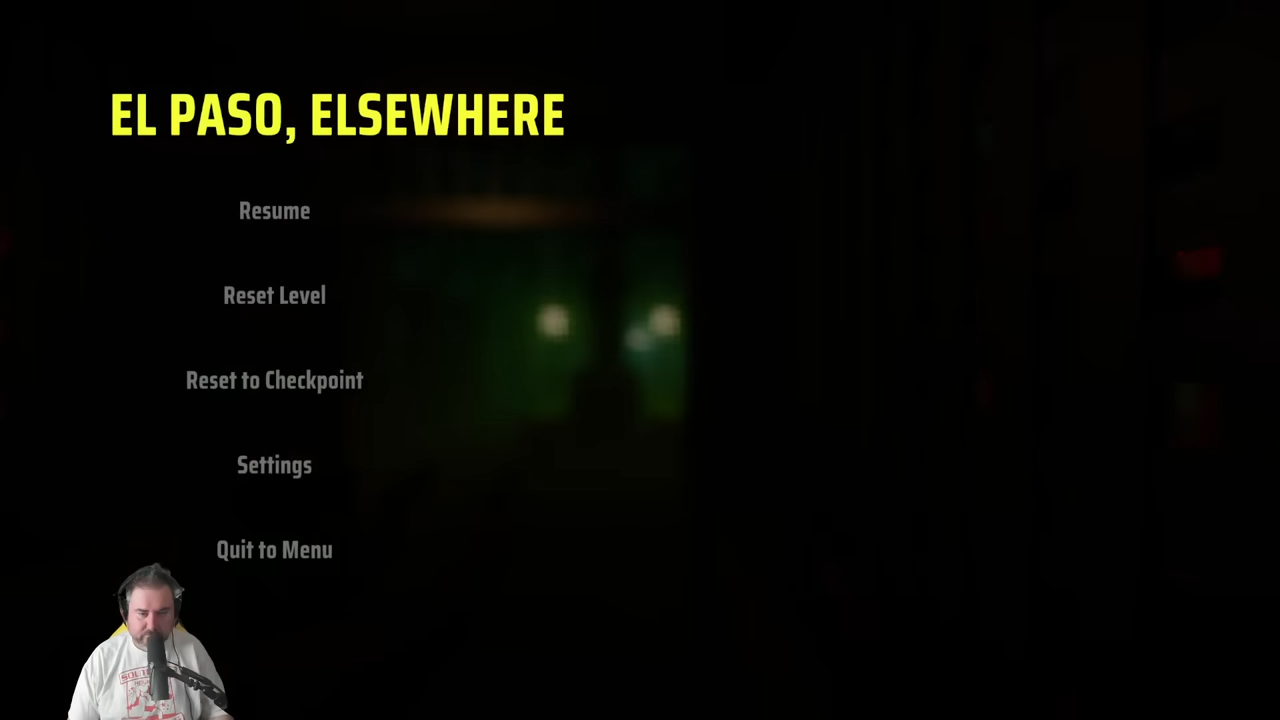 EL PASO, ELSEWHERE
Resume
Reset Level
Reset to Checkpoint
Settings
Quit to Menu